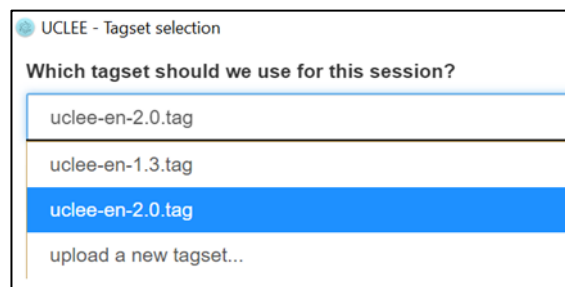 UCLEE - Tagset selection
Which tagset should we use for this session?
uclee-en-2.0.tag
uclee-en-1.3.tag
uclee-en-2.0.tag
upload a new tagset...